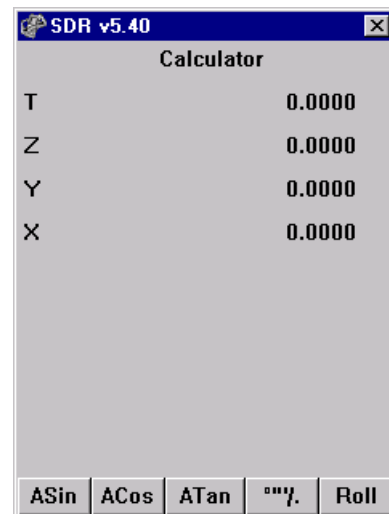 SDR v5.40
Calculator
T 0.0000
Z 0.0000
Y 0.0000
X 0.0000
ASin ACos ATan °'"/. Roll